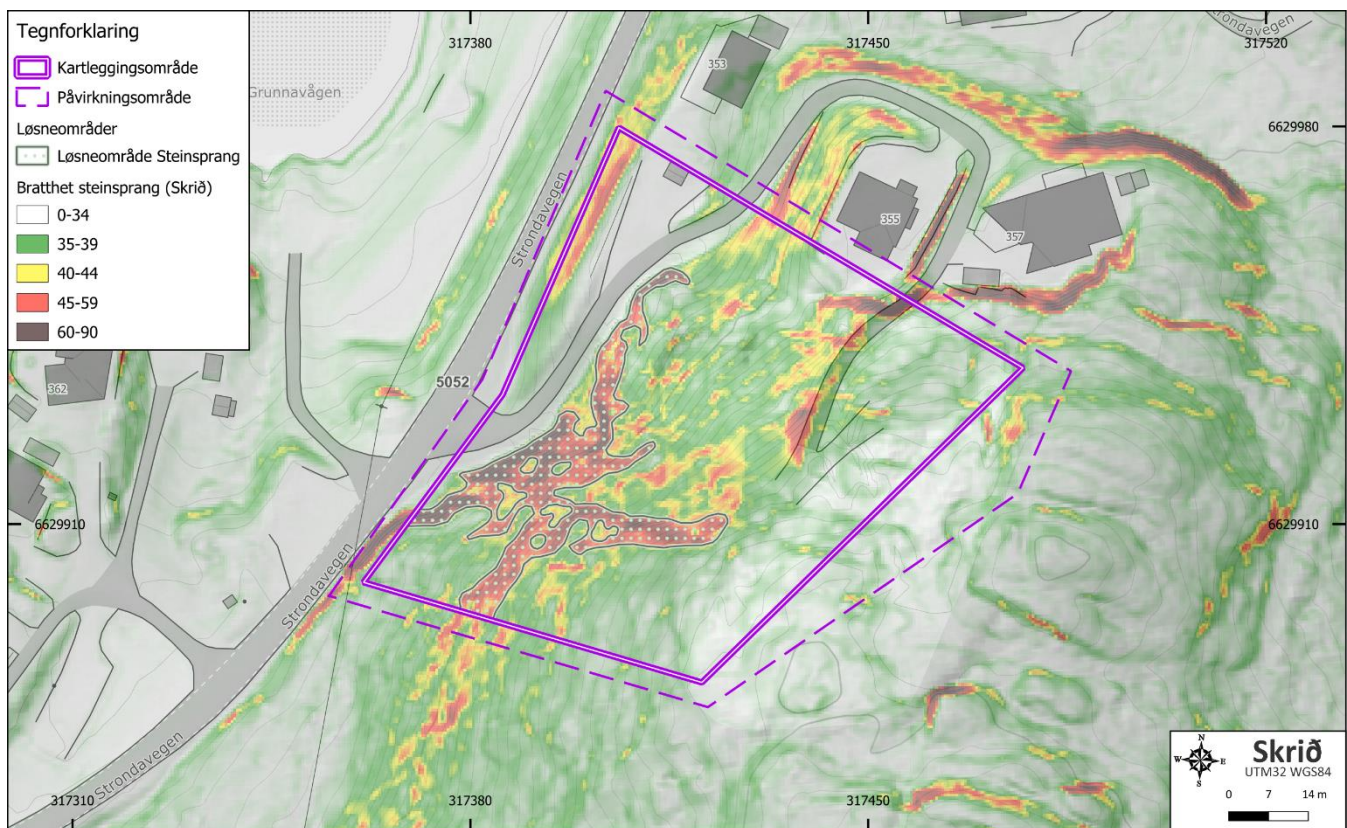 Tegnforklaring
Kartleggingsområde
Påvirkningsområde
Løsneområder
Løsneområde Steinsprang
Bratthet steinsprang (Skrið)
0-34
35-39
40-44
45-59
60-90
317380
317450
317520
Strondavegen
353
Grunnavågen
6629980
Strondavegen
355
357
362
5052
6629910
6629910
Strondavegen
Strondavegen
317310
317380
317450
N
W
E
S
Skrið
UTM32 WGS84
0 7 14 m